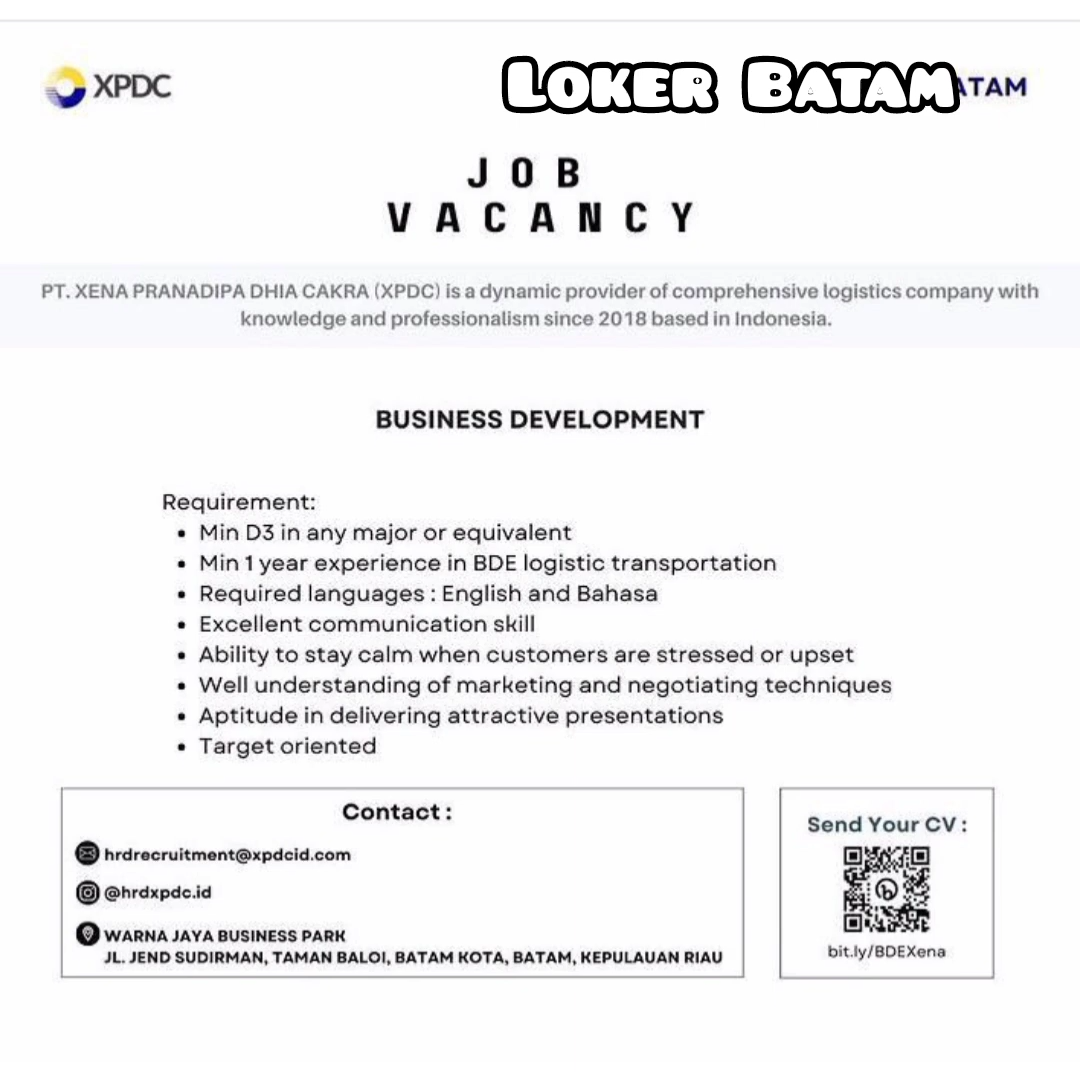 XPDC
LOKER BATAM
ATAM
JOB
VACANCY
PT. XENA PRANADIPA DHIA CAKRA (XPDC) is a dynamic provider of comprehensive logistics company with
knowledge and professionalism since 2018 based in Indonesia.
BUSINESS DEVELOPMENT
Requirement:
• Min D3 in any major or equivalent
• Min 1 year experience in BDE logistic transportation
• Required languages : English and Bahasa
• Excellent communication skill
• Ability to stay calm when customers are stressed or upset
• Well understanding of marketing and negotiating techniques
• Aptitude in delivering attractive presentations
• Target oriented
Contact :
hrdrecruitment@xpdcid.com
@hrdxpdc.id
WARNA JAYA BUSINESS PARK
JL. JEND SUDIRMAN, TAMAN BALOI, BATAM KOTA, BATAM, KEPULAUAN RIAU
Send Your CV :
bit.ly/BDEXena